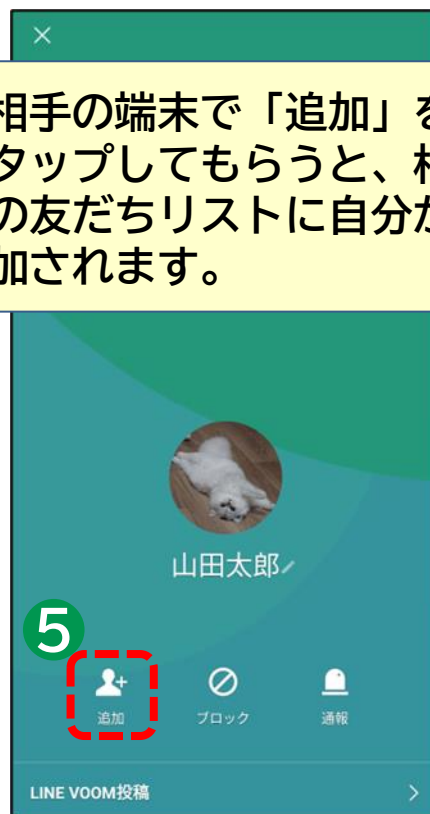 相手の端末で「追加」を
タップしてもらうと、
の友だちリストに自分が
加されます。
山田太郎
5
追加 ブロック 通報
LINE VOOM投稿